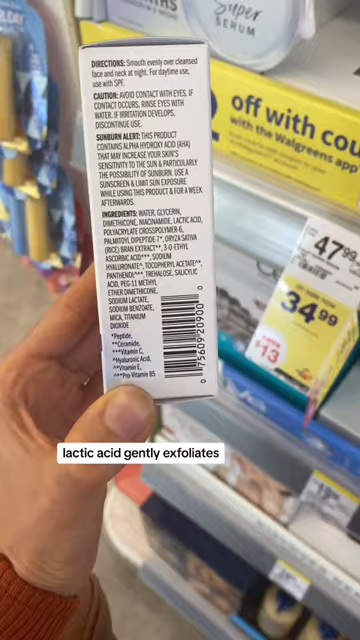 Super
SERUM
DIRECTIONS: Smooth evenly over cleansed
face and neck at night. For daytime use,
use with SPF.
CAUTION: AVOID CONTACT WITH EYES. IF
CONTACT OCCURS, RINSE EYES WITH
WATER. IF IRRITATION DEVELOPS,
DISCONTINUE USE.
SUNBURN ALERT: THIS PRODUCT
CONTAINS ALPHA HYDROXY ACID (AHA)
THAT MAY INCREASE YOUR SKIN'S
SENSITIVITY TO THE SUN & PARTICULARLY
THE POSSIBILITY OF SUNBURN. USE A
SUNSCREEN & LIMIT SUN EXPOSURE
WHILE USING THIS PRODUCT & FOR A WEEK
AFTERWARDS.
INGREDIENTS: WATER, GLYCERIN,
DIMETHICONE, NIACINAMIDE, LACTIC ACID,
POLYACRYLATE CROSSPOLYMER-6,
PALMITOYL DIPEPTIDE 7*, ORYZA SATIVA
(RICE) BRAN EXTRACT**, 3-O-ETHYL
ASCORBIC ACID***, SODIUM
HYALURONATE^, TOCOPHERYL ACETATE^^,
PANTHENOL^^^, TREHALOSE, SALICYLIC
ACID, PEG-11 METHYL
ETHER DIMETHICONE,
SODIUM LACTATE,
SODIUM BENZOATE,
MICA, TITANIUM
DIOXIDE
*Peptide,
**Ceramide,
***Vitamin C,
^Hyaluronic Acid,
^^Vitamin E,
^^^Pro-Vitamin B5
0 75609 20900 0
off with cou
with the Walgreens app
47.99
34.99
$13
lactic acid gently exfoliates